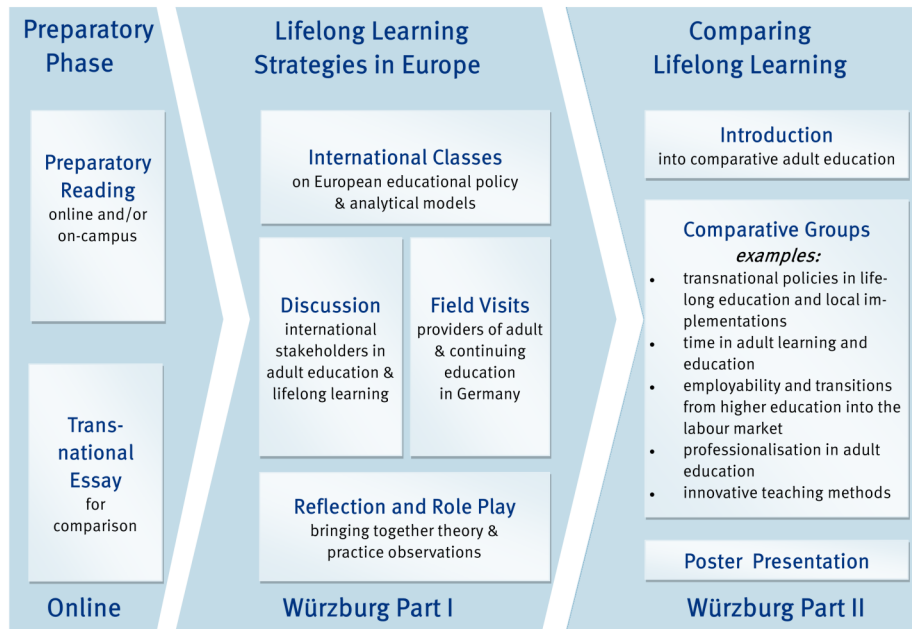 Preparatory
Phase
Preparatory
Reading
online and/or
on-campus
Trans-
national
Essay
for
comparison
Online
Lifelong Learning
Strategies in Europe
International Classes
on European educational policy
& analytical models
Discussion
international
stakeholders in
adult education &
lifelong learning
Field Visits
providers of adult
& continuing
education
in Germany
Reflection and Role Play
bringing together theory &
practice observations
Würzburg Part I
Comparing
Lifelong Learning
Introduction
into comparative adult education
Comparative Groups
examples:
• transnational policies in life-
long education and local im-
plementations
• time in adult learning and
education
• employability and transitions
from higher education into the
labour market
• professionalisation in adult
education
• innovative teaching methods
Poster Presentation
Würzburg Part II